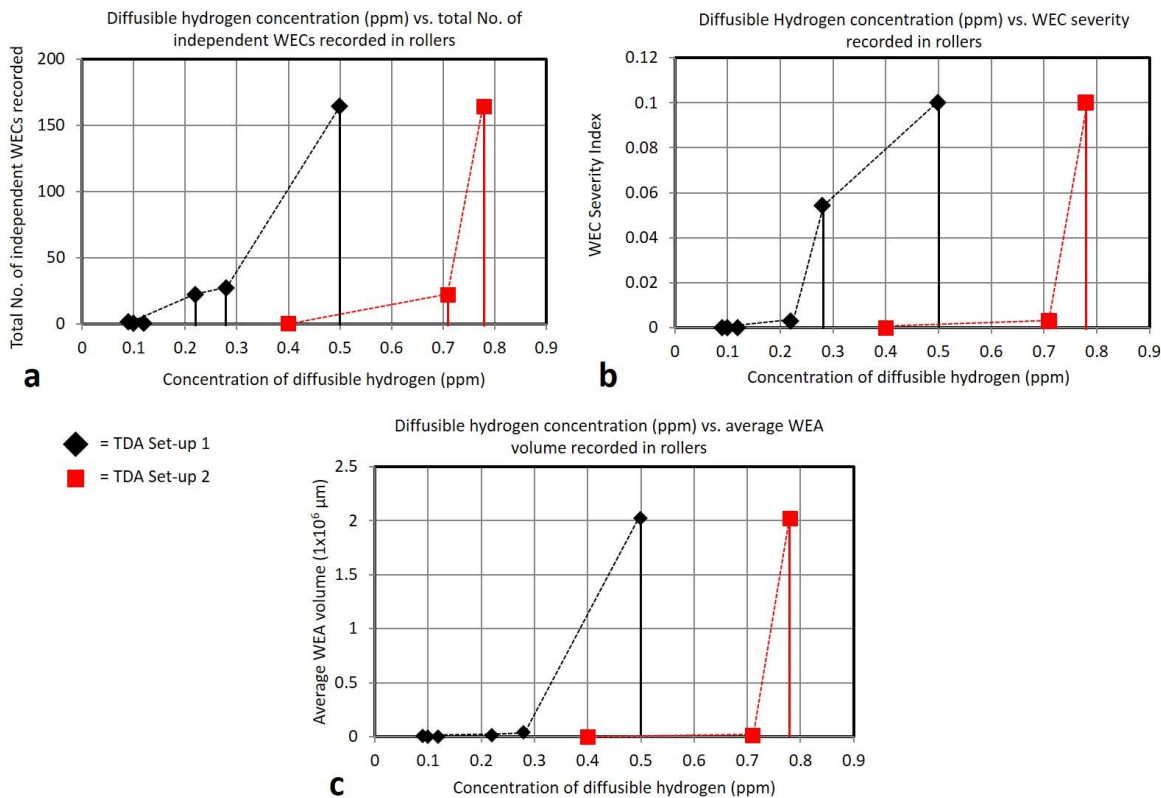 Diffusible hydrogen concentration (ppm) vs. total No. of
independent WECs recorded in rollers
Total No. of independent WECs recorded
200
150
100
50
0
0 0.1 0.2 0.3 0.4 0.5 0.6 0.7 0.8 0.9
Concentration of diffusible hydrogen (ppm)
a
Diffusible Hydrogen concentration (ppm) vs. WEC severity
recorded in rollers
WEC Severity Index
0.12
0.1
0.08
0.06
0.04
0.02
0
0 0.1 0.2 0.3 0.4 0.5 0.6 0.7 0.8 0.9
Concentration of diffusible hydrogen (ppm)
b
= TDA Set-up 1
= TDA Set-up 2
Diffusible hydrogen concentration (ppm) vs. average WEA
volume recorded in rollers
Average WEA volume (1x10⁶ µm)
2.5
2
1.5
1
0.5
0
0 0.1 0.2 0.3 0.4 0.5 0.6 0.7 0.8 0.9
Concentration of diffusible hydrogen (ppm)
c